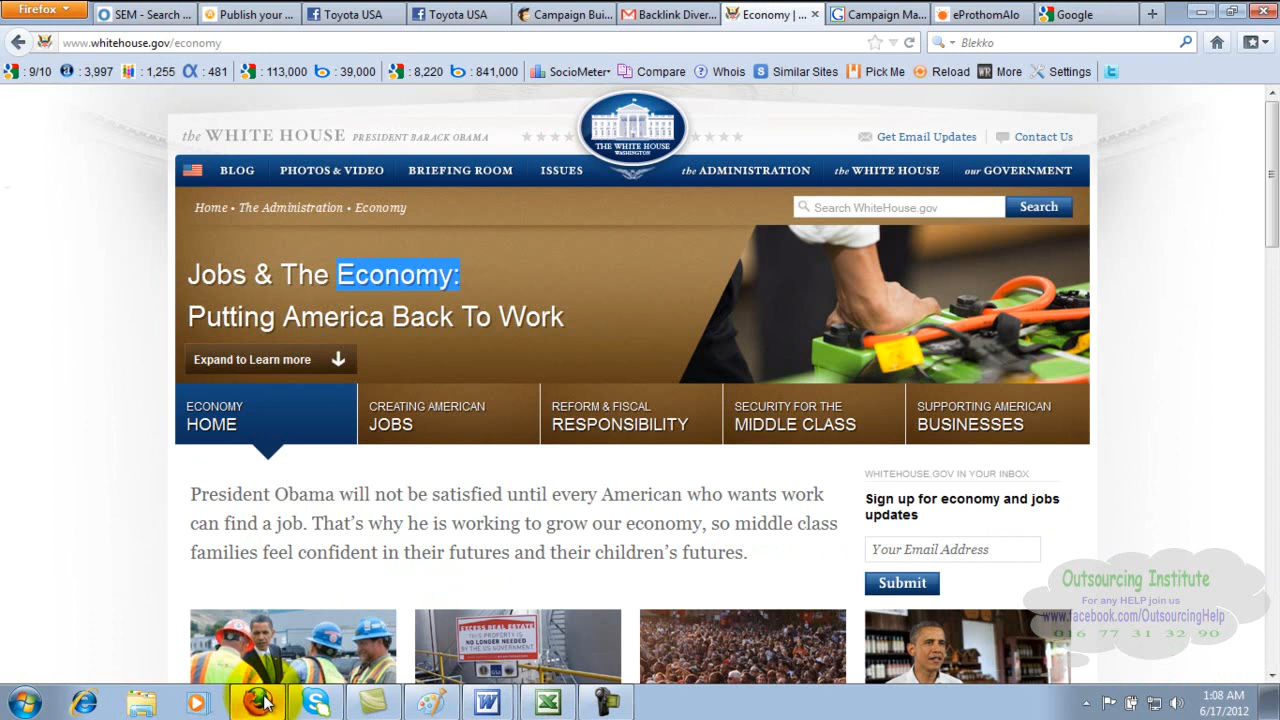 Firefox
SEM - Search ...
Publish your ...
Toyota USA
Toyota USA
Campaign Bui...
Backlink Diver...
Economy | ...
Campaign Ma...
eProthomAlo
Google
www.whitehouse.gov/economy
Blekko
: 9/10
: 3,997
: 1,255
: 481
: 113,000
: 39,000
: 8,220
: 841,000
SocioMeter
Compare
Whois
Similar Sites
Pick Me
Reload
More
Settings
the WHITE HOUSE PRESIDENT BARACK OBAMA
THE WHITE HOUSE
WASHINGTON
Get Email Updates
Contact Us
BLOG
PHOTOS & VIDEO
BRIEFING ROOM
ISSUES
the ADMINISTRATION
the WHITE HOUSE
our GOVERNMENT
Home • The Administration • Economy
Search WhiteHouse.gov
Search
Jobs & The Economy:
Putting America Back To Work
Expand to Learn more
ECONOMY
HOME
CREATING AMERICAN
JOBS
REFORM & FISCAL
RESPONSIBILITY
SECURITY FOR THE
MIDDLE CLASS
SUPPORTING AMERICAN
BUSINESSES
President Obama will not be satisfied until every American who wants work
can find a job. That's why he is working to grow our economy, so middle class
families feel confident in their futures and their children's futures.
WHITEHOUSE.GOV IN YOUR INBOX
Sign up for economy and jobs
updates
Your Email Address
Submit
Outsourcing Institute
For any HELP join us
www.facebook.com/OutsourcingHelp
016 77 31 32 90
EXCESS REAL ESTATE
THIS PROPERTY IS
NO LONGER NEEDED
BY THE US GOVERNMENT
1:08 AM
6/17/2012